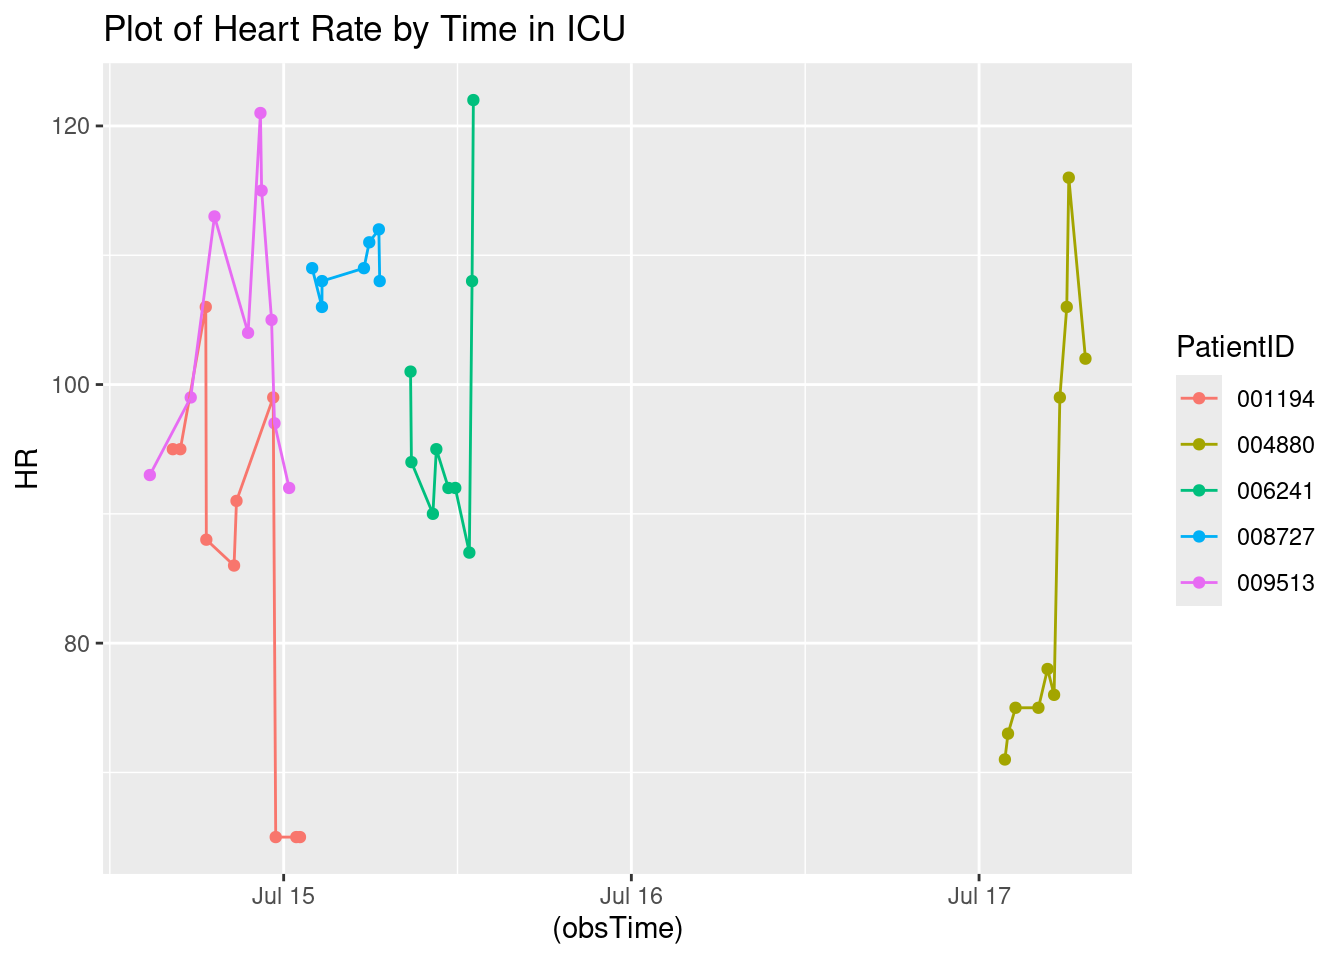 Plot of Heart Rate by Time in ICU
120
100
80
HR
Jul 15
Jul 16
Jul 17
(obsTime)
PatientID
001194
004880
006241
008727
009513